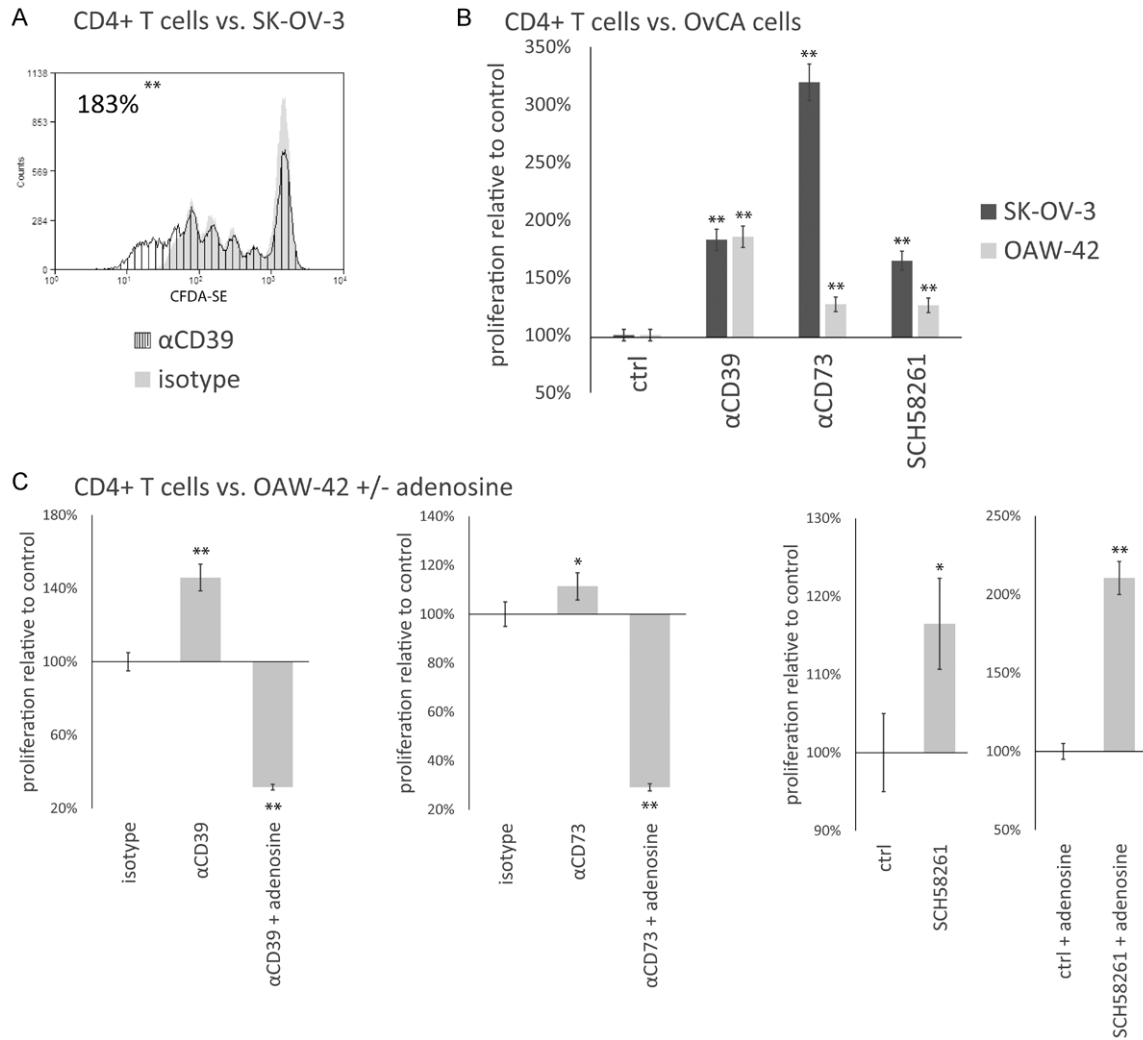 A
CD4+ T cells vs. SK-OV-3
183% **
1138
853
569
284
0
Counts
10⁰ 10¹ 10² 10³ 10⁴
CFDA-SE
αCD39
isotype
B
CD4+ T cells vs. OvCA cells
350%
300%
250%
200%
150%
100%
50%
proliferation relative to control
** ** ** ** ** **
ctrl
αCD39
αCD73
SCH58261
SK-OV-3
OAW-42
C
CD4+ T cells vs. OAW-42 +/- adenosine
180%
140%
100%
60%
20%
proliferation relative to control
**
**
isotype
αCD39
αCD39 + adenosine
140%
120%
100%
80%
60%
40%
20%
proliferation relative to control
*
**
isotype
αCD73
αCD73 + adenosine
130%
120%
110%
100%
90%
proliferation relative to control
*
ctrl
SCH58261
250%
200%
150%
100%
50%
**
ctrl + adenosine
SCH58261 + adenosine